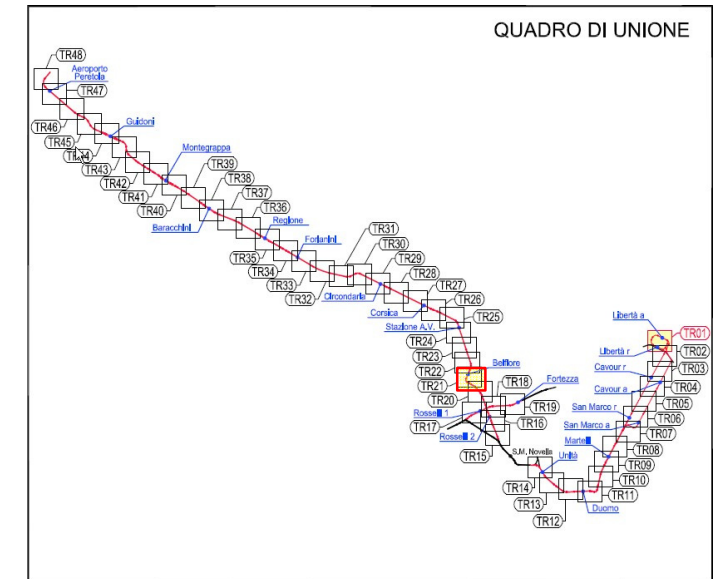 QUADRO DI UNIONE
TR48
Aeroporto
Peretola
TR47
TR46
Guidoni
TR45
TR43
Montegrappa
TR42
TR39
TR41
TR38
TR40
TR37
Baracchini
TR36
Regione
TR35
Forlanini
TR31
TR34
TR30
TR33
TR29
TR32
TR28
Circondaria
TR27
Corsica
TR26
Stazione A.V.
TR25
Libertà a
TR01
TR24
Libertà r
TR02
TR23
Cavour r
TR03
TR22
Belfiore
TR21
TR18
Cavour a
TR04
TR20
Fortezza
TR05
Rosselli 1
TR19
San Marco r
TR06
TR17
TR16
San Marco a
TR07
Rosselli 2
Martelli
TR08
TR15
S.M. Novella
Unità
TR09
TR14
TR10
TR13
TR11
TR12
Duomo